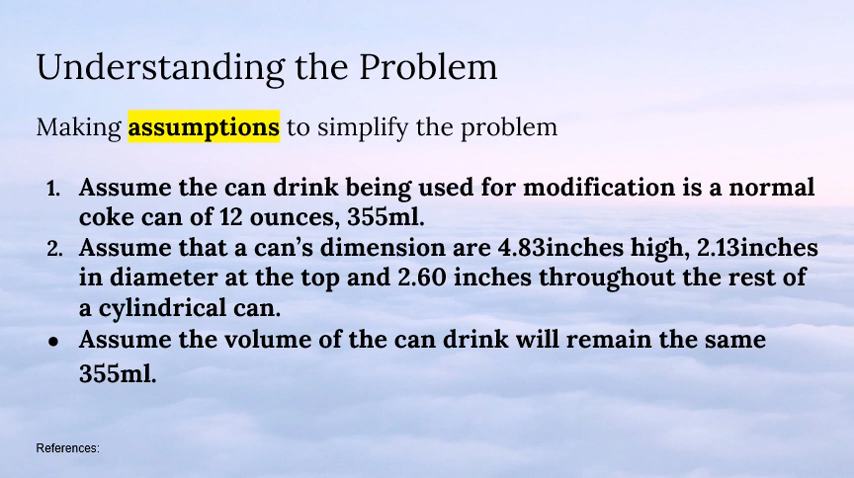 Understanding the Problem
Making assumptions to simplify the problem
1. Assume the can drink being used for modification is a normal
coke can of 12 ounces, 355ml.
2. Assume that a can's dimension are 4.83inches high, 2.13inches
in diameter at the top and 2.60 inches throughout the rest of
a cylindrical can.
● Assume the volume of the can drink will remain the same
355ml.
References: